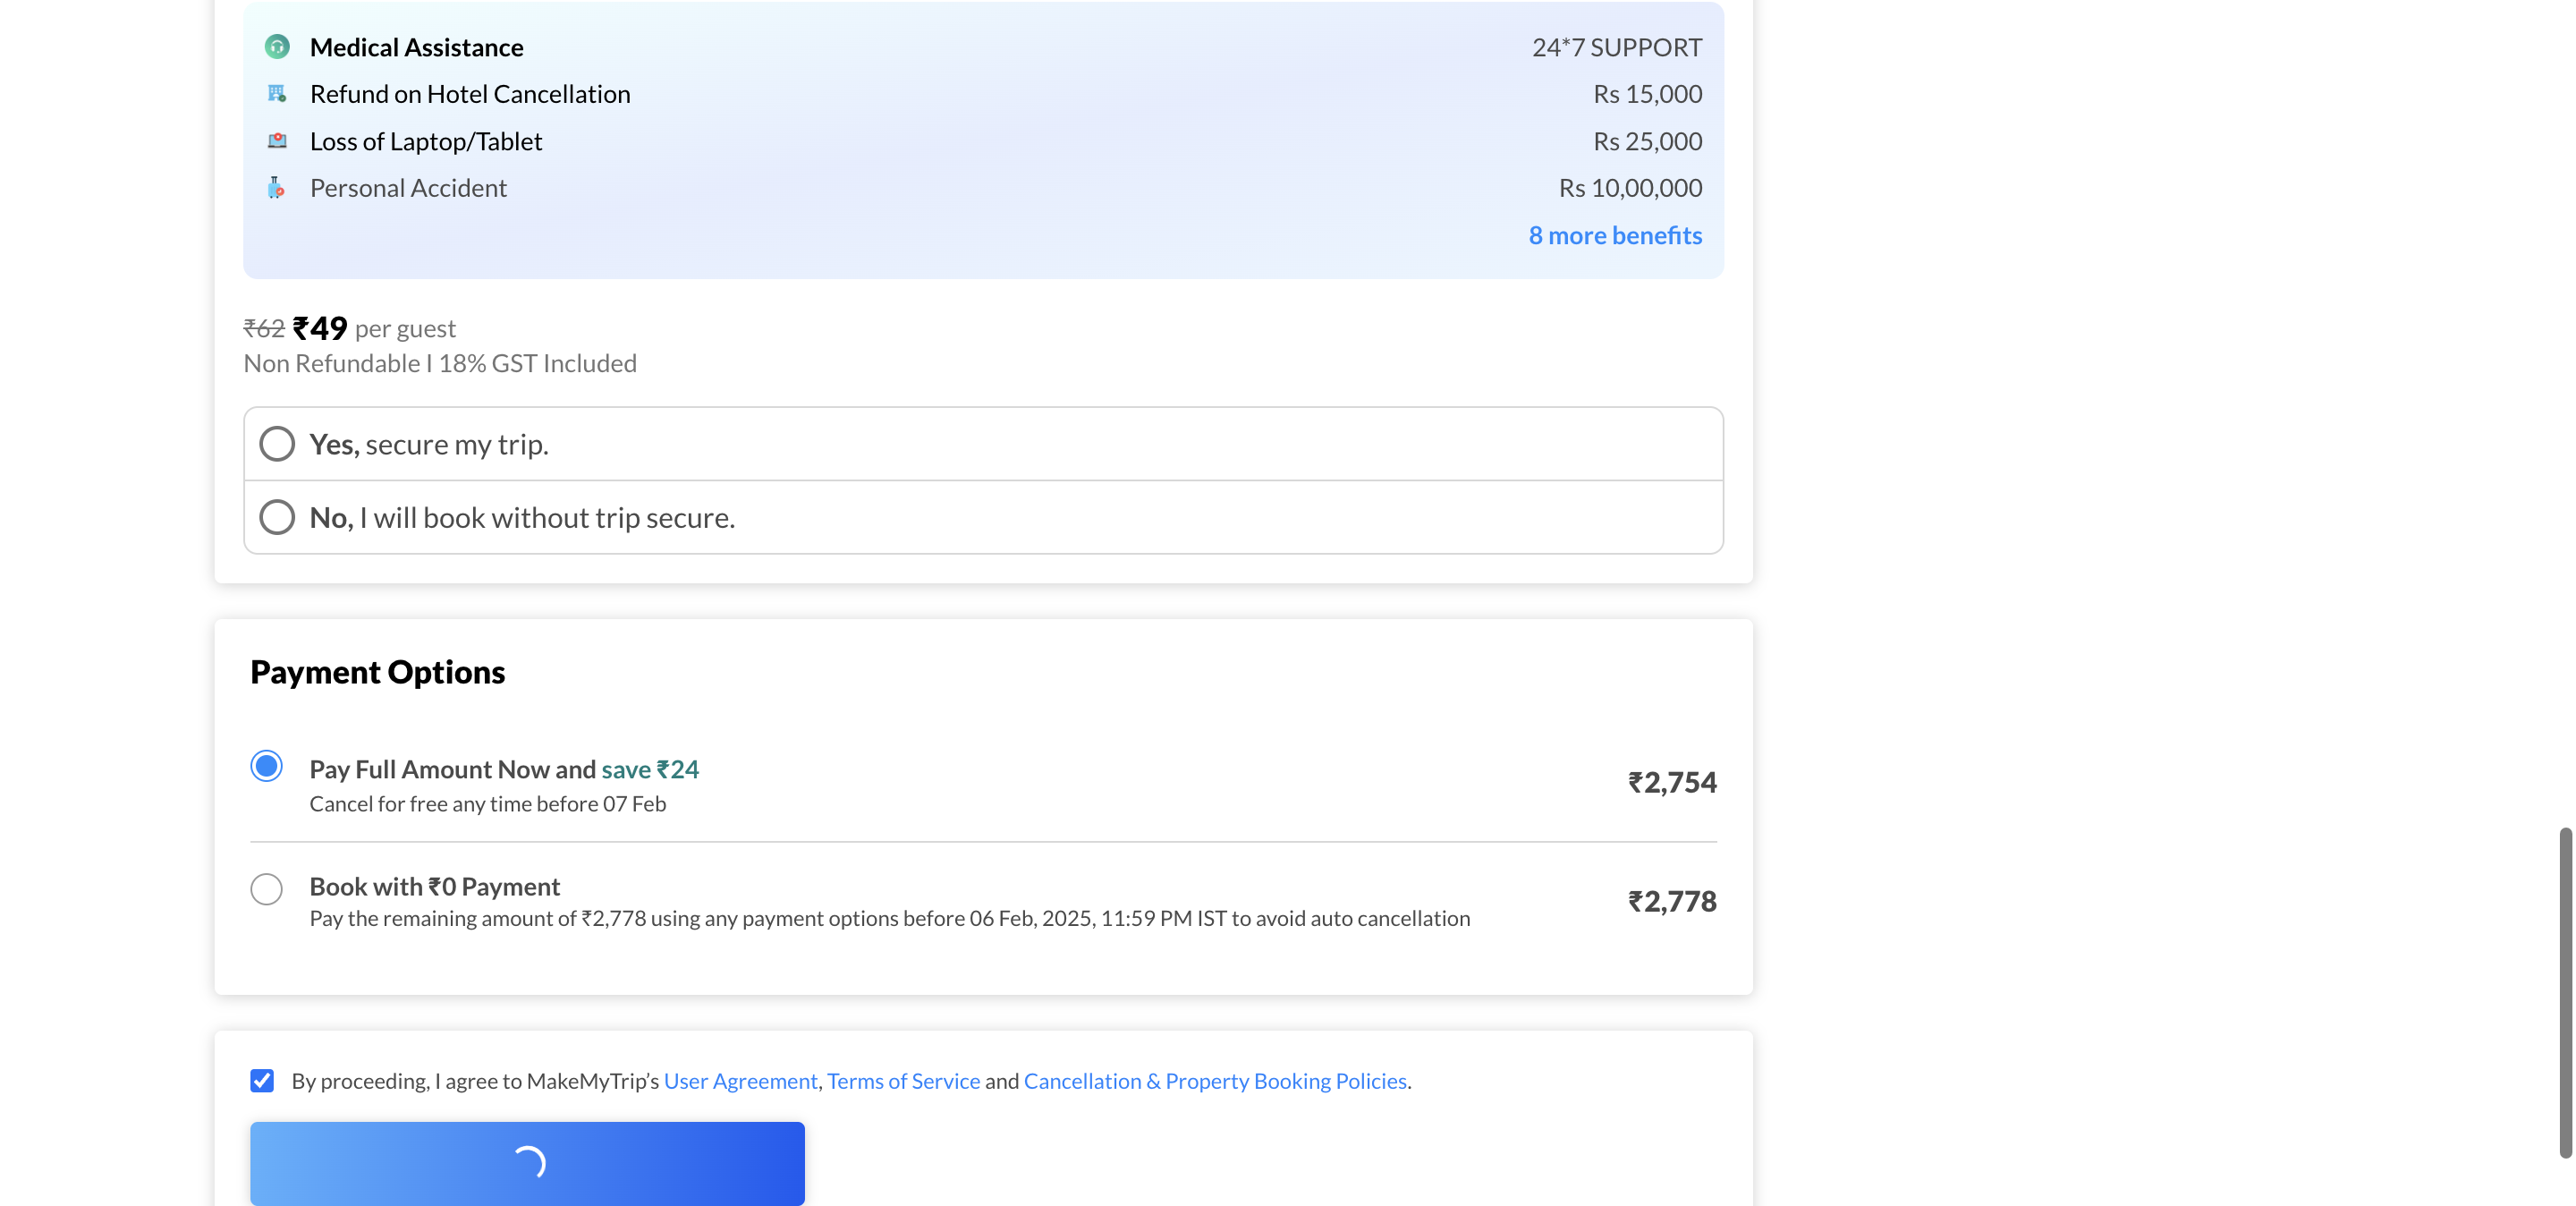 Medical Assistance 24*7 SUPPORT
Refund on Hotel Cancellation Rs 15,000
Loss of Laptop/Tablet Rs 25,000
Personal Accident Rs 10,00,000
8 more benefits
₹62 ₹49 per guest
Non Refundable I 18% GST Included
Yes, secure my trip.
No, I will book without trip secure.
Payment Options
Pay Full Amount Now and save ₹24
Cancel for free any time before 07 Feb
₹2,754
Book with ₹0 Payment
Pay the remaining amount of ₹2,778 using any payment options before 06 Feb, 2025, 11:59 PM IST to avoid auto cancellation
₹2,778
By proceeding, I agree to MakeMyTrip’s User Agreement, Terms of Service and Cancellation & Property Booking Policies.